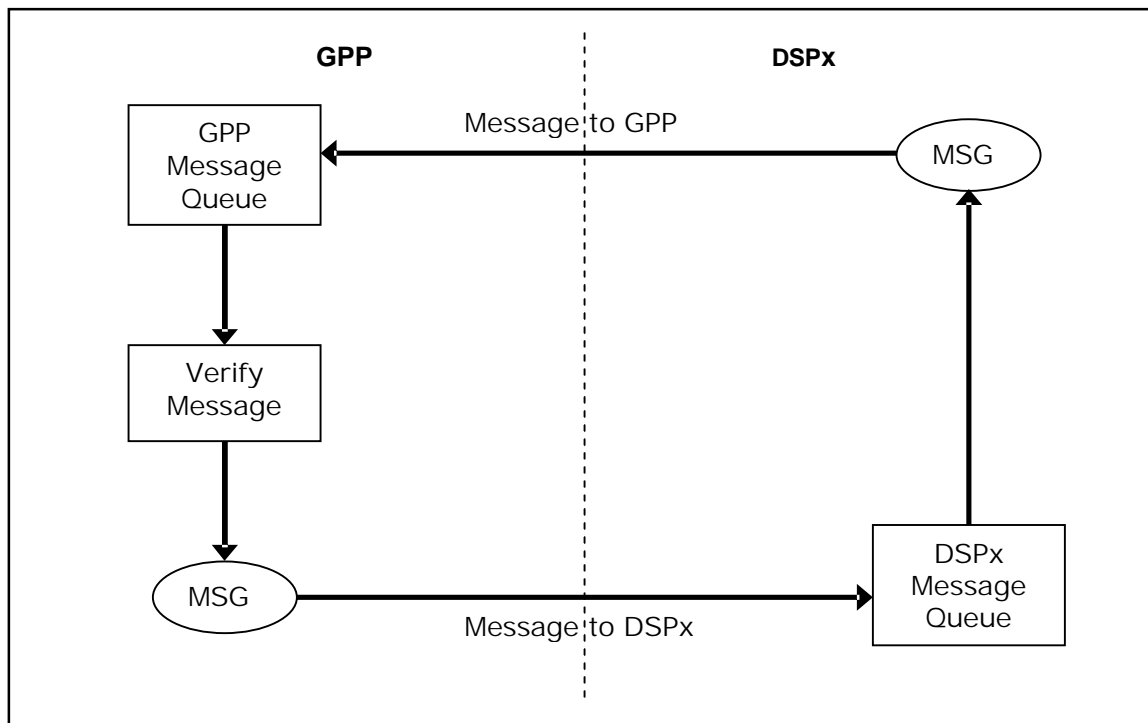 GPP
DSPx
Message to GPP
GPP
Message
Queue
MSG
Verify
Message
MSG
Message to DSPx
DSPx
Message
Queue